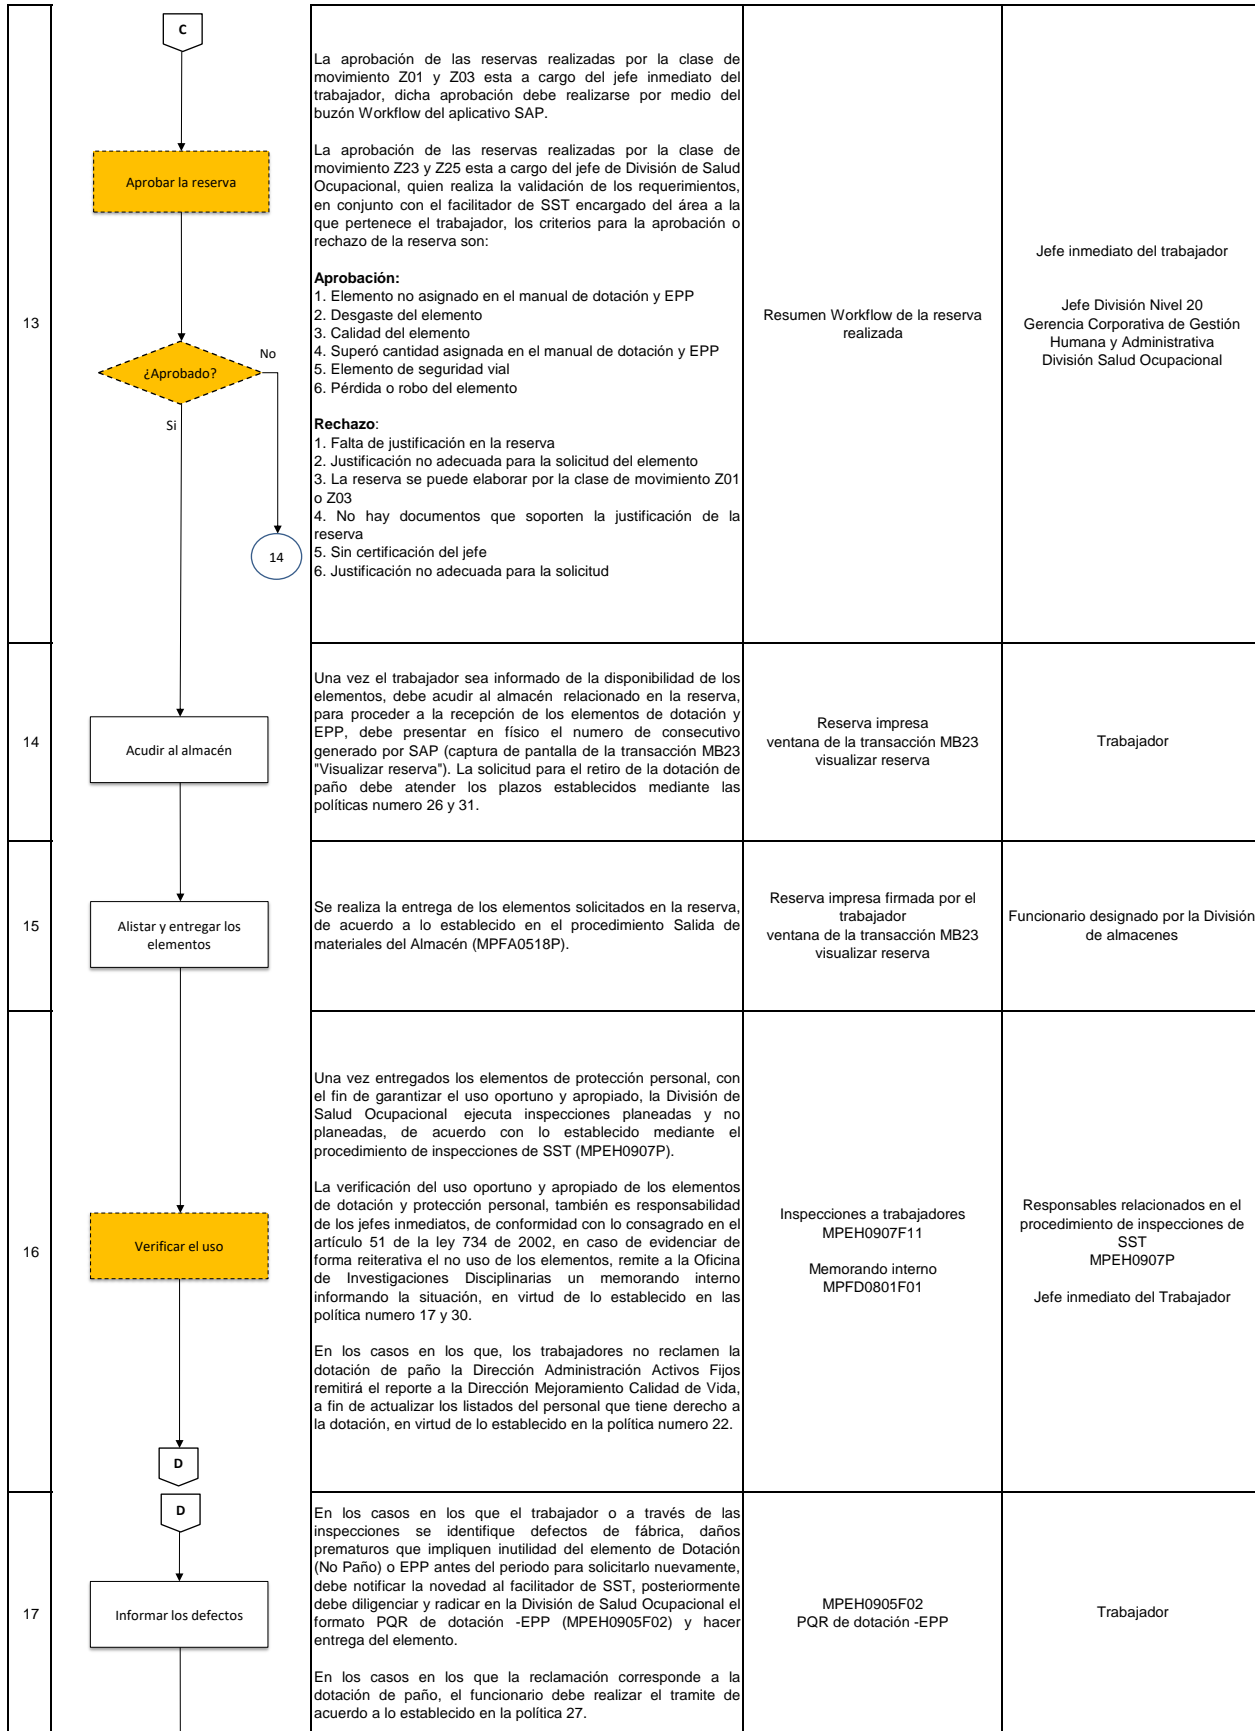 13
C
Aprobar la reserva
¿Aprobado?
No
Si
14
La aprobación de las reservas realizadas por la clase de
movimiento Z01 y Z03 esta a cargo del jefe inmediato del
trabajador, dicha aprobación debe realizarse por medio del
buzón Workflow del aplicativo SAP.
La aprobación de las reservas realizadas por la clase de
movimiento Z23 y Z25 esta a cargo del jefe de División de Salud
Ocupacional, quien realiza la validación de los requerimientos,
en conjunto con el facilitador de SST encargado del área a la
que pertenece el trabajador, los criterios para la aprobación o
rechazo de la reserva son:
Aprobación:
1. Elemento no asignado en el manual de dotación y EPP
2. Desgaste del elemento
3. Calidad del elemento
4. Superó cantidad asignada en el manual de dotación y EPP
5. Elemento de seguridad vial
6. Pérdida o robo del elemento
Rechazo:
1. Falta de justificación en la reserva
2. Justificación no adecuada para la solicitud del elemento
3. La reserva se puede elaborar por la clase de movimiento Z01
o Z03
4. No hay documentos que soporten la justificación de la
reserva
5. Sin certificación del jefe
6. Justificación no adecuada para la solicitud
Resumen Workflow de la reserva
realizada
Jefe inmediato del trabajador
Jefe División Nivel 20
Gerencia Corporativa de Gestión
Humana y Administrativa
División Salud Ocupacional
14
Acudir al almacén
Una vez el trabajador sea informado de la disponibilidad de los
elementos, debe acudir al almacén relacionado en la reserva,
para proceder a la recepción de los elementos de dotación y
EPP, debe presentar en físico el numero de consecutivo
generado por SAP (captura de pantalla de la transacción MB23
"Visualizar reserva"). La solicitud para el retiro de la dotación de
paño debe atender los plazos establecidos mediante las
políticas numero 26 y 31.
Reserva impresa
ventana de la transacción MB23
visualizar reserva
Trabajador
15
Alistar y entregar los
elementos
Se realiza la entrega de los elementos solicitados en la reserva,
de acuerdo a lo establecido en el procedimiento Salida de
materiales del Almacén (MPFA0518P).
Reserva impresa firmada por el
trabajador
ventana de la transacción MB23
visualizar reserva
Funcionario designado por la División
de almacenes
16
Verificar el uso
D
Una vez entregados los elementos de protección personal, con
el fin de garantizar el uso oportuno y apropiado, la División de
Salud Ocupacional ejecuta inspecciones planeadas y no
planeadas, de acuerdo con lo establecido mediante el
procedimiento de inspecciones de SST (MPEH0907P).
La verificación del uso oportuno y apropiado de los elementos
de dotación y protección personal, también es responsabilidad
de los jefes inmediatos, de conformidad con lo consagrado en el
artículo 51 de la ley 734 de 2002, en caso de evidenciar de
forma reiterativa el no uso de los elementos, remite a la Oficina
de Investigaciones Disciplinarias un memorando interno
informando la situación, en virtud de lo establecido en las
política numero 17 y 30.
En los casos en los que, los trabajadores no reclamen la
dotación de paño la Dirección Administración Activos Fijos
remitirá el reporte a la Dirección Mejoramiento Calidad de Vida,
a fin de actualizar los listados del personal que tiene derecho a
la dotación, en virtud de lo establecido en la política numero 22.
Inspecciones a trabajadores
MPEH0907F11
Memorando interno
MPFD0801F01
Responsables relacionados en el
procedimiento de inspecciones de
SST
MPEH0907P
Jefe inmediato del Trabajador
17
D
Informar los defectos
En los casos en los que el trabajador o a través de las
inspecciones se identifique defectos de fábrica, daños
prematuros que impliquen inutilidad del elemento de Dotación
(No Paño) o EPP antes del periodo para solicitarlo nuevamente,
debe notificar la novedad al facilitador de SST, posteriormente
debe diligenciar y radicar en la División de Salud Ocupacional el
formato PQR de dotación -EPP (MPEH0905F02) y hacer
entrega del elemento.
En los casos en los que la reclamación corresponde a la
dotación de paño, el funcionario debe realizar el tramite de
acuerdo a lo establecido en la política 27.
MPEH0905F02
PQR de dotación -EPP
Trabajador